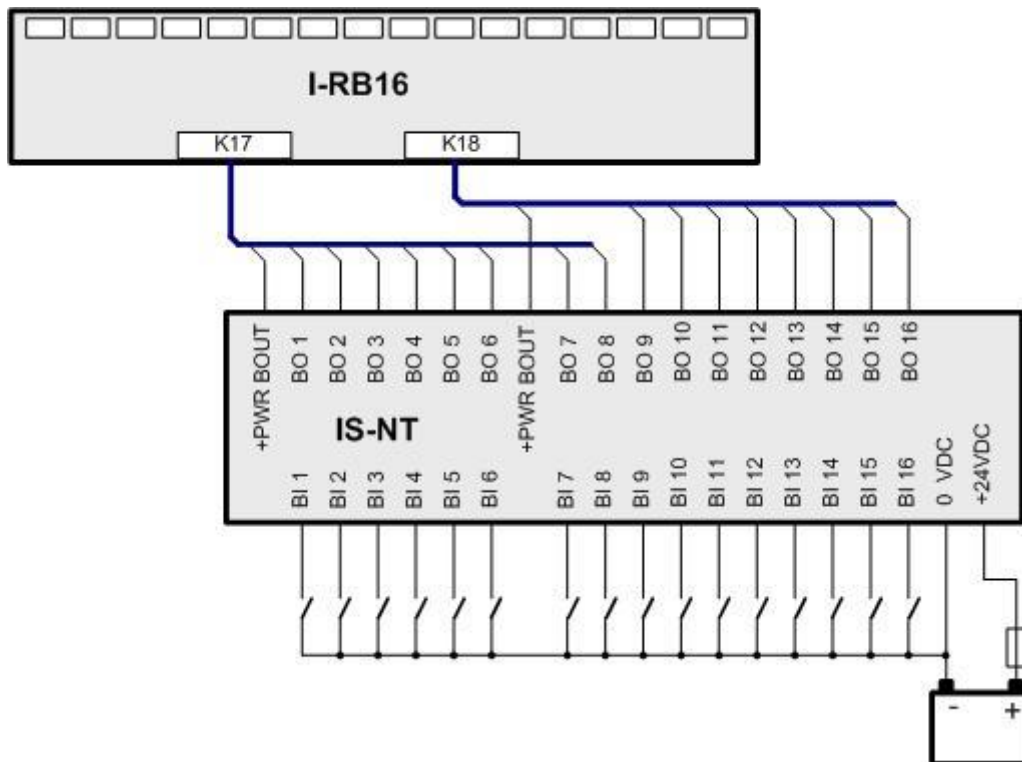 I-RB16
K17
K18
+PWR BOUT
BO 1
BO 2
BO 3
BO 4
BO 5
BO 6
+PWR BOUT
BO 7
BO 8
BO 9
BO 10
BO 11
BO 12
BO 13
BO 14
BO 15
BO 16
IS-NT
BI 1
BI 2
BI 3
BI 4
BI 5
BI 6
BI 7
BI 8
BI 9
BI 10
BI 11
BI 12
BI 13
BI 14
BI 15
BI 16
0 VDC
+24VDC
- +